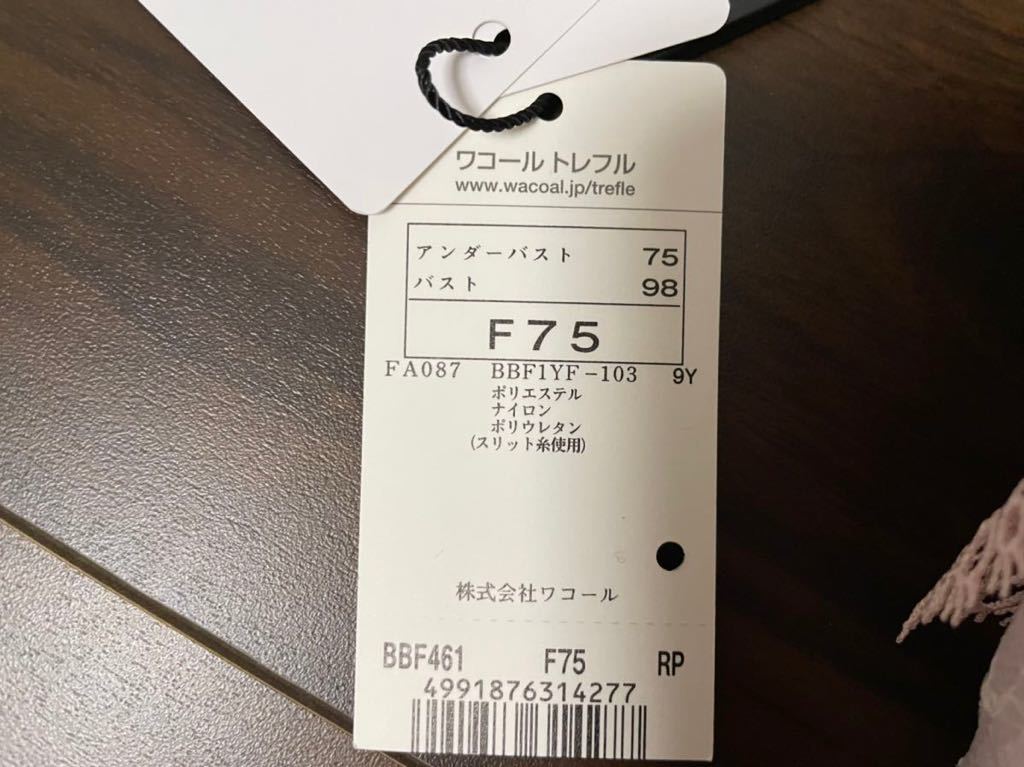 ワコール トレフル
www.wacoal.jp/trefle
アンダーバスト 75
バスト 98
F75
FA087 BBF1YF-103 9Y
ポリエステル
ナイロン
ポリウレタン
(スリット糸使用)
株式会社ワコール
BBF461 F75 RP
4991876314277